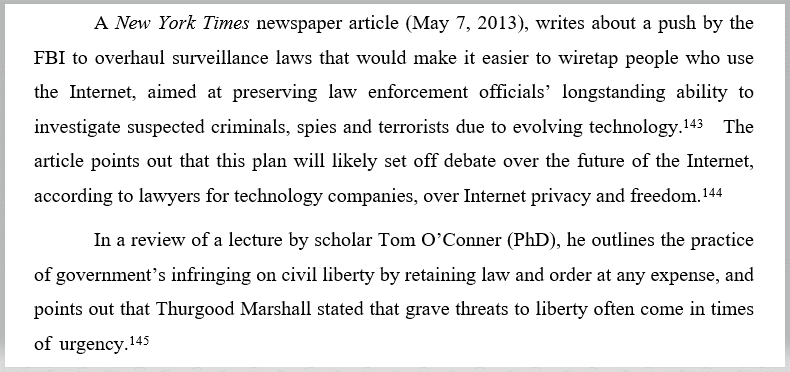 A New York Times newspaper article (May 7, 2013), writes about a push by the
FBI to overhaul surveillance laws that would make it easier to wiretap people who use
the Internet, aimed at preserving law enforcement officials’ longstanding ability to
investigate suspected criminals, spies and terrorists due to evolving technology.143 The
article points out that this plan will likely set off debate over the future of the Internet,
according to lawyers for technology companies, over Internet privacy and freedom.144
In a review of a lecture by scholar Tom O’Conner (PhD), he outlines the practice
of government’s infringing on civil liberty by retaining law and order at any expense, and
points out that Thurgood Marshall stated that grave threats to liberty often come in times
of urgency.145